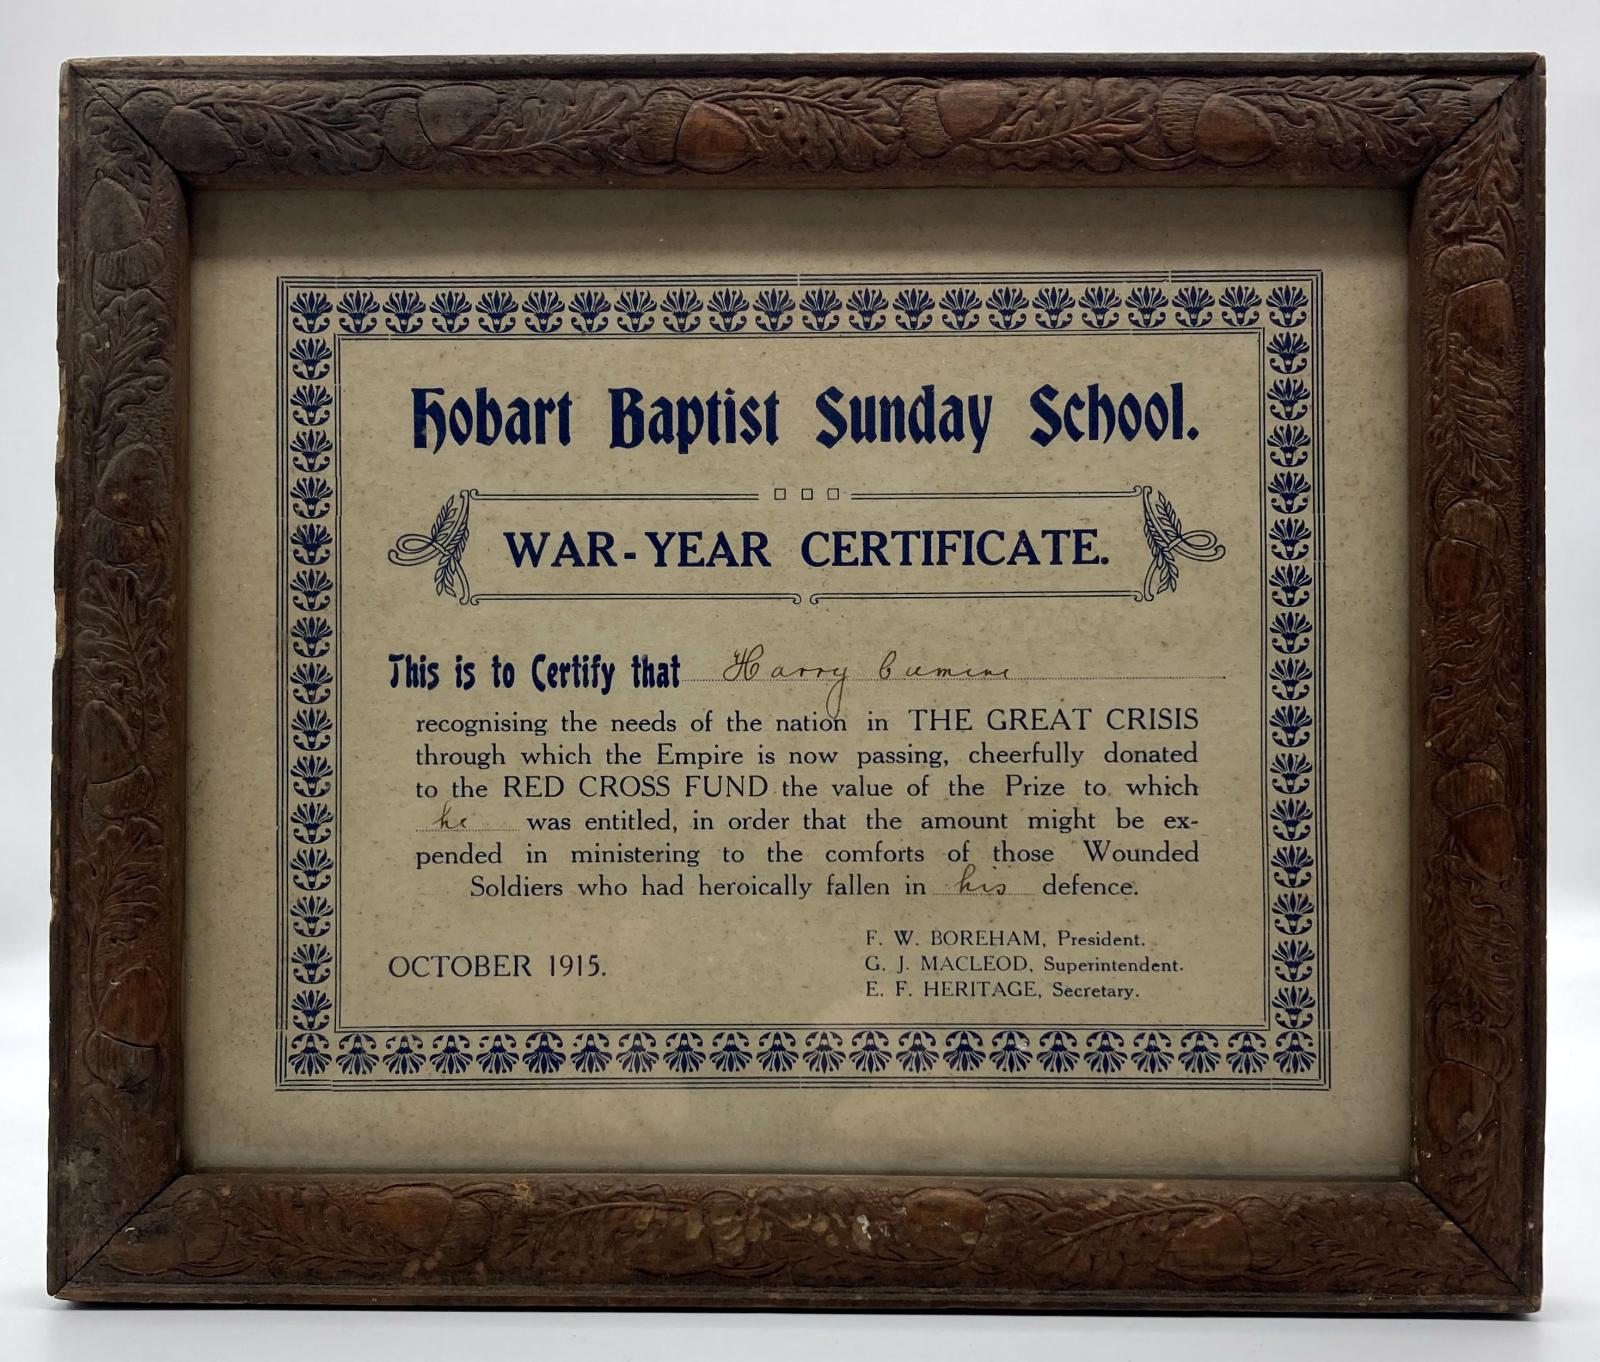 Hobart Baptist Sunday School.
WAR-YEAR CERTIFICATE.
This is to Certify that Harry Cumine
recognising the needs of the nation in THE GREAT CRISIS
through which the Empire is now passing, cheerfully donated
to the RED CROSS FUND the value of the Prize to which
he was entitled, in order that the amount might be ex-
pended in ministering to the comforts of those Wounded
Soldiers who had heroically fallen in his defence.
OCTOBER 1915.
F. W. BOREHAM, President.
G. J. MACLEOD, Superintendent.
E. F. HERITAGE, Secretary.